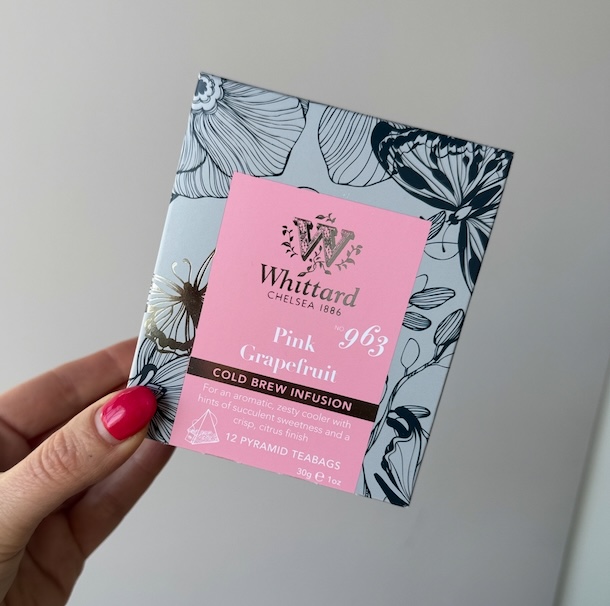 W
Whittard
CHELSEA 1886
NO. 963
Pink
Grapefruit
COLD BREW INFUSION
For an aromatic, zesty cooler with
hints of succulent sweetness and a
crisp, citrus finish
12 PYRAMID TEABAGS
30g ℮ 1oz